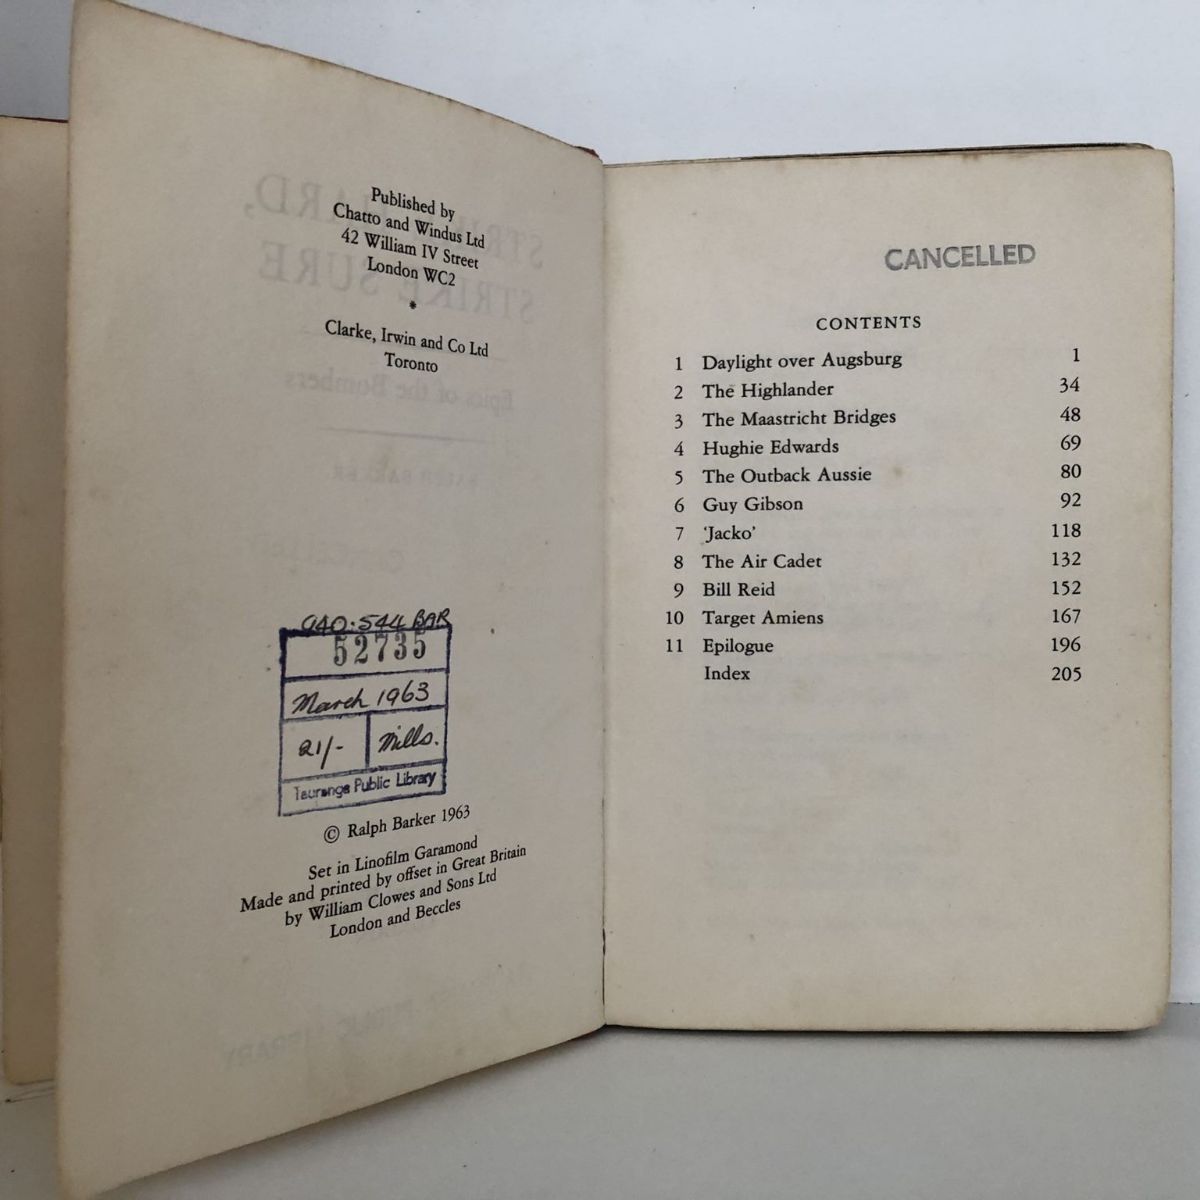 Published by
Chatto and Windus Ltd
42 William IV Street
London WC2
*
Clarke, Irwin and Co Ltd
Toronto
940.544 BAR
52735
March 1963
21/- Mills.
Tauranga Public Library
© Ralph Barker 1963
Set in Linofilm Garamond
Made and printed by offset in Great Britain
by William Clowes and Sons Ltd
London and Beccles
CANCELLED
CONTENTS
1 Daylight over Augsburg 1
2 The Highlander 34
3 The Maastricht Bridges 48
4 Hughie Edwards 69
5 The Outback Aussie 80
6 Guy Gibson 92
7 'Jacko' 118
8 The Air Cadet 132
9 Bill Reid 152
10 Target Amiens 167
11 Epilogue 196
Index 205